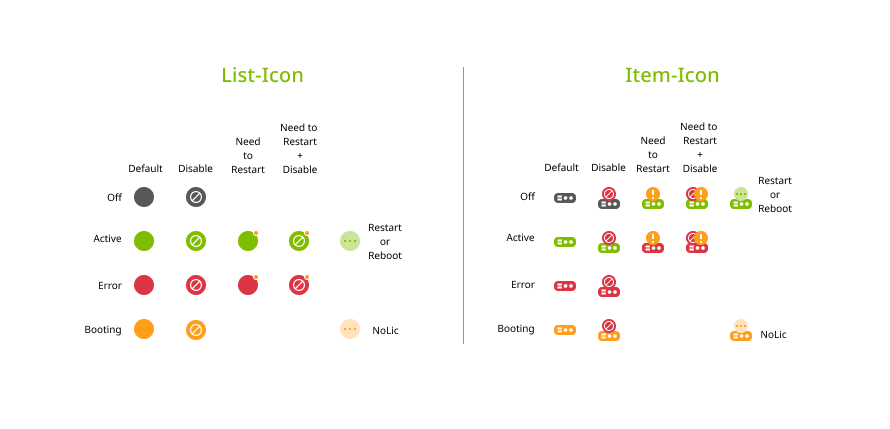 List-Icon
Need to
Restart
+
Disable
Need
to
Restart
Default
Disable
Off
Active
Restart
or
Reboot
Error
Booting
NoLic
Item-Icon
Need to
Restart
+
Disable
Need
to
Restart
Default
Disable
Off
Restart
or
Reboot
Active
Error
Booting
NoLic